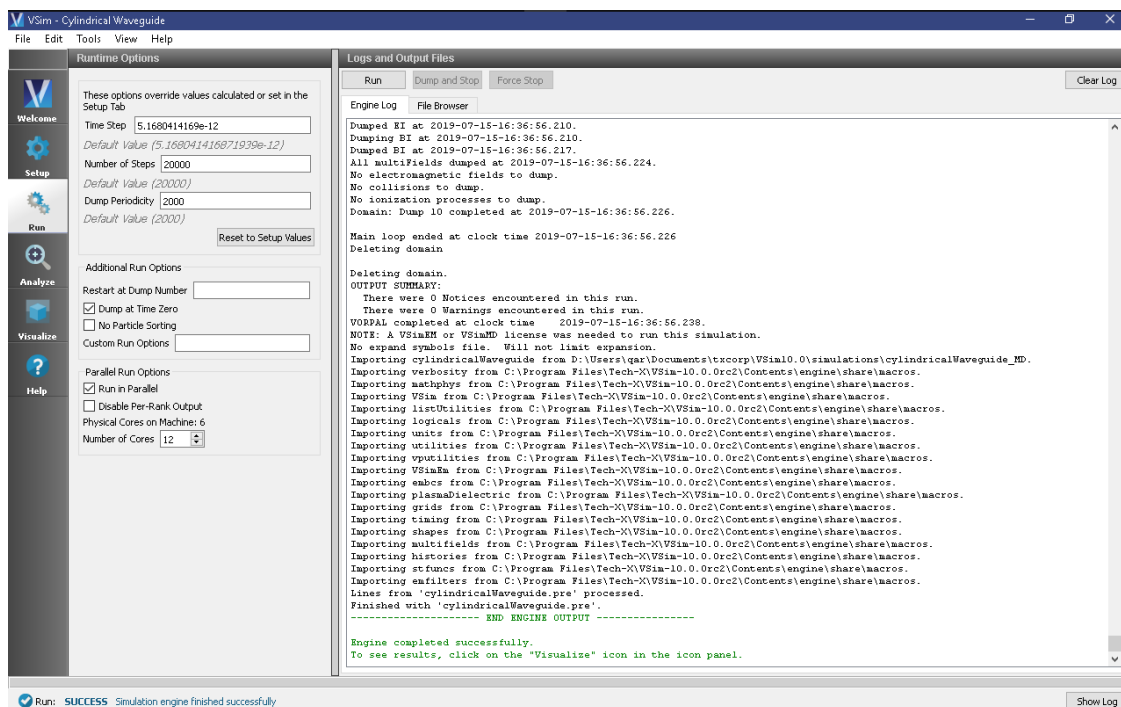 VSim - Cylindrical Waveguide
File Edit Tools View Help
Welcome
Setup
Run
Analyze
Visualize
Help
Runtime Options
These options override values calculated or set in the
Setup Tab
Time Step 5.1680414169e-12
Default Value (5.168041416871939e-12)
Number of Steps 20000
Default Value (20000)
Dump Periodicity 2000
Default Value (2000)
Reset to Setup Values
Additional Run Options
Restart at Dump Number
Dump at Time Zero
No Particle Sorting
Custom Run Options
Parallel Run Options
Run in Parallel
Disable Per-Rank Output
Physical Cores on Machine: 6
Number of Cores 12
Logs and Output Files
Run Dump and Stop Force Stop Clear Log
Engine Log File Browser
Dumped EI at 2019-07-15-16:36:56.210.
Dumping BI at 2019-07-15-16:36:56.210.
Dumped BI at 2019-07-15-16:36:56.217.
All multiFields dumped at 2019-07-15-16:36:56.224.
No electromagnetic fields to dump.
No collisions to dump.
No ionization processes to dump.
Domain: Dump 10 completed at 2019-07-15-16:36:56.226.
Main loop ended at clock time 2019-07-15-16:36:56.226
Deleting domain
Deleting domain.
OUTPUT SUMMARY:
There were 0 Notices encountered in this run.
There were 0 Warnings encountered in this run.
VORPAL completed at clock time 2019-07-15-16:36:56.238.
NOTE: A VSimEM or VSimMD license was needed to run this simulation.
No expand symbols file. Will not limit expansion.
Importing cylindricalWaveguide from D:\Users\qar\Documents\txcorp\VSim10.0\simulations\cylindricalWaveguide_MD.
Importing verbosity from C:\Program Files\Tech-X\VSim-10.0.0rc2\Contents\engine\share\macros.
Importing mathphys from C:\Program Files\Tech-X\VSim-10.0.0rc2\Contents\engine\share\macros.
Importing VSim from C:\Program Files\Tech-X\VSim-10.0.0rc2\Contents\engine\share\macros.
Importing listUtilities from C:\Program Files\Tech-X\VSim-10.0.0rc2\Contents\engine\share\macros.
Importing logicals from C:\Program Files\Tech-X\VSim-10.0.0rc2\Contents\engine\share\macros.
Importing units from C:\Program Files\Tech-X\VSim-10.0.0rc2\Contents\engine\share\macros.
Importing utilities from C:\Program Files\Tech-X\VSim-10.0.0rc2\Contents\engine\share\macros.
Importing vputilities from C:\Program Files\Tech-X\VSim-10.0.0rc2\Contents\engine\share\macros.
Importing VSimEm from C:\Program Files\Tech-X\VSim-10.0.0rc2\Contents\engine\share\macros.
Importing embcs from C:\Program Files\Tech-X\VSim-10.0.0rc2\Contents\engine\share\macros.
Importing plasmaDielectric from C:\Program Files\Tech-X\VSim-10.0.0rc2\Contents\engine\share\macros.
Importing grids from C:\Program Files\Tech-X\VSim-10.0.0rc2\Contents\engine\share\macros.
Importing timing from C:\Program Files\Tech-X\VSim-10.0.0rc2\Contents\engine\share\macros.
Importing shapes from C:\Program Files\Tech-X\VSim-10.0.0rc2\Contents\engine\share\macros.
Importing multifields from C:\Program Files\Tech-X\VSim-10.0.0rc2\Contents\engine\share\macros.
Importing histories from C:\Program Files\Tech-X\VSim-10.0.0rc2\Contents\engine\share\macros.
Importing stfuncs from C:\Program Files\Tech-X\VSim-10.0.0rc2\Contents\engine\share\macros.
Importing emfilters from C:\Program Files\Tech-X\VSim-10.0.0rc2\Contents\engine\share\macros.
Lines from 'cylindricalWaveguide.pre' processed.
Finished with 'cylindricalWaveguide.pre'.
--------------------- END ENGINE OUTPUT ----------------
Engine completed successfully.
To see results, click on the "Visualize" icon in the icon panel.
Run: SUCCESS Simulation engine finished successfully Show Log